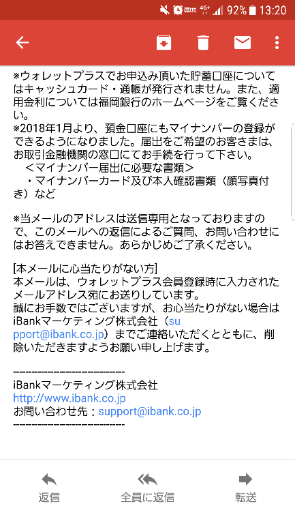 92% 13:20
※ウォレットプラスでお申込み頂いた貯蓄口座について
はキャッシュカード・通帳が発行されません。また、適
用金利については福岡銀行のホームページをご覧くださ
い。
※2018年1月より、預金口座にもマイナンバーの登録が
できるようになりました。届出をご希望のお客さまは、
お取引金融機関の窓口にてお手続を行って下さい。
＜マイナンバー届出に必要な書類＞
・マイナンバーカード及び本人確認書類（顔写真付
き）など
※当メールのアドレスは送信専用となっておりますの
で、このメールへの返信によるご質問、お問い合わせに
はお答えできません。あらかじめご了承ください。
[本メールに心当たりがない方]
本メールは、ウォレットプラス会員登録時に入力された
メールアドレス宛にお送りしています。
誠にお手数ではございますが、お心当たりがない場合は
iBankマーケティング株式会社（su
pport@ibank.co.jp）までご連絡いただくとともに、削
除いただきますようお願い申し上げます。
------------------------------
iBankマーケティング株式会社
http://www.ibank.co.jp
お問い合わせ先：support@ibank.co.jp
------------------------------
返信 全員に返信 転送